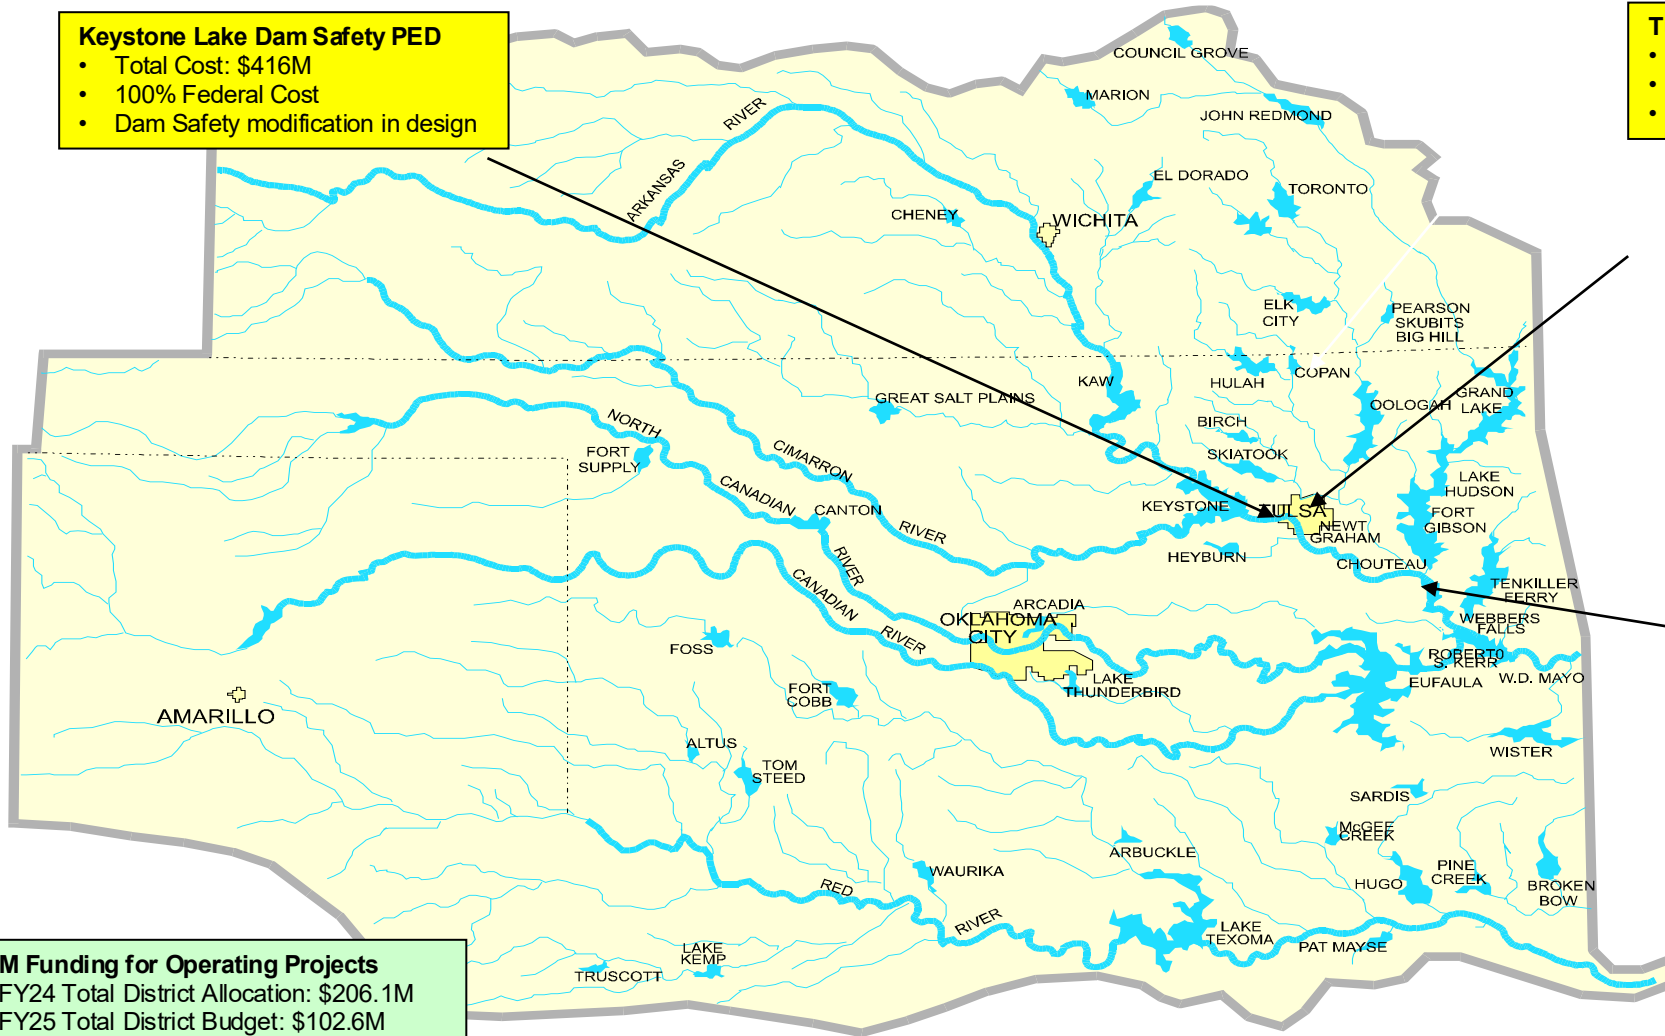 Keystone Lake Dam Safety PED
• Total Cost: $416M
• 100% Federal Cost
• Dam Safety modification in design
T
•
•
•
COUNCIL GROVE
MARION
JOHN REDMOND
RIVER
ARKANSAS
EL DORADO
TORONTO
CHENEY
WICHITA
ELK
CITY
PEARSON
SKUBITS
BIG HILL
COPAN
KAW
HULAH
GREAT SALT PLAINS
GRAND
LAKE
OOLOGAH
BIRCH
NORTH
FORT
SUPPLY
CIMARRON
SKIATOOK
LAKE
HUDSON
CANADIAN
CANTON
KEYSTONE
TULSA
FORT
GIBSON
RIVER
NEWT
GRAHAM
HEYBURN
CHOUTEAU
RIVER
CANADIAN
TENKILLER
FERRY
ARCADIA
OKLAHOMA
CITY
WEBBERS
FALLS
RIVER
FOSS
ROBERT
S. KERR
EUFAULA
W.D. MAYO
FORT
COBB
LAKE
THUNDERBIRD
AMARILLO
ALTUS
WISTER
TOM
STEED
SARDIS
McGEE
CREEK
ARBUCKLE
WAURIKA
PINE
CREEK
HUGO
BROKEN
BOW
RED
RIVER
LAKE
TEXOMA
PAT MAYSE
LAKE
KEMP
TRUSCOTT
M Funding for Operating Projects
FY24 Total District Allocation: $206.1M
FY25 Total District Budget: $102.6M